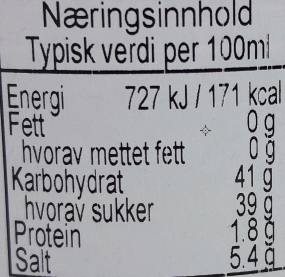 Næringsinnhold
Typisk verdi per 100ml
Energi 727 kJ / 171 kcal
Fett 0 g
hvorav mettet fett 0 g
Karbohydrat 41 g
hvorav sukker 39 g
Protein 1.8 g
Salt 5.4 g